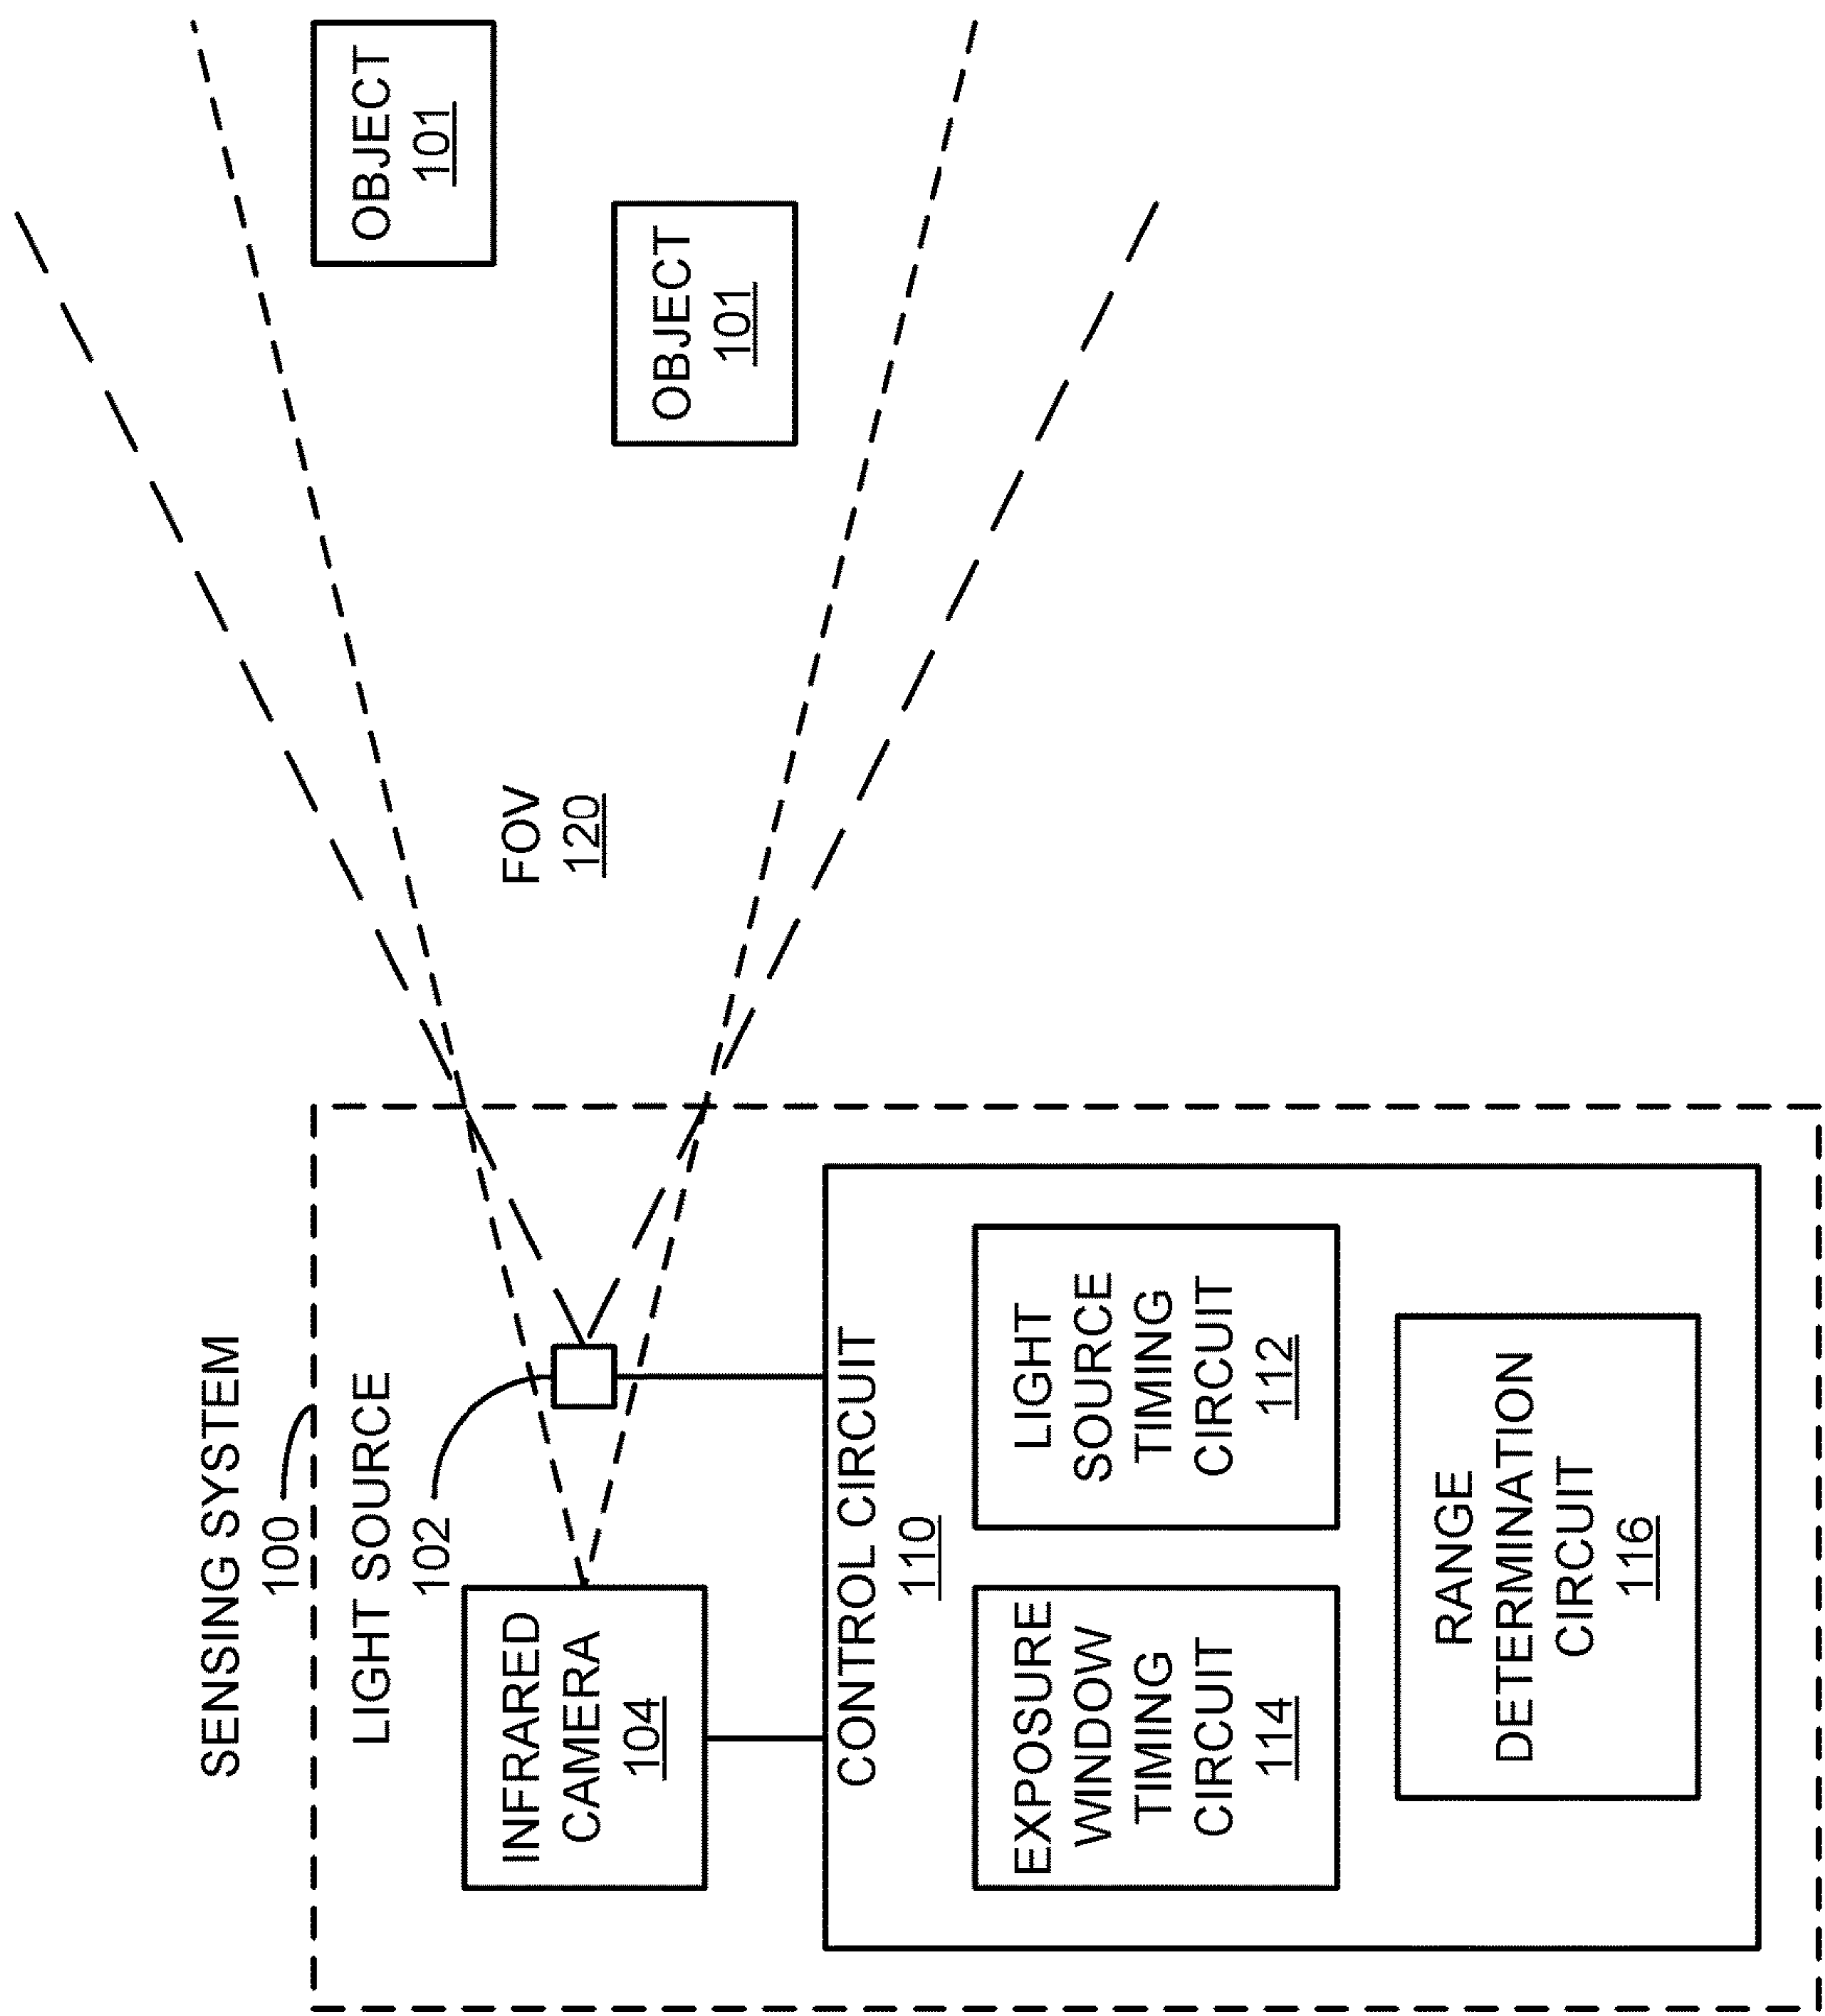 SENSING SYSTEM
100
LIGHT SOURCE
102
INFRARED
CAMERA
104
FOV
120
OBJECT
101
OBJECT
101
CONTROL CIRCUIT
110
EXPOSURE
WINDOW
TIMING
CIRCUIT
114
LIGHT
SOURCE
TIMING
CIRCUIT
112
RANGE
DETERMINATION
CIRCUIT
116